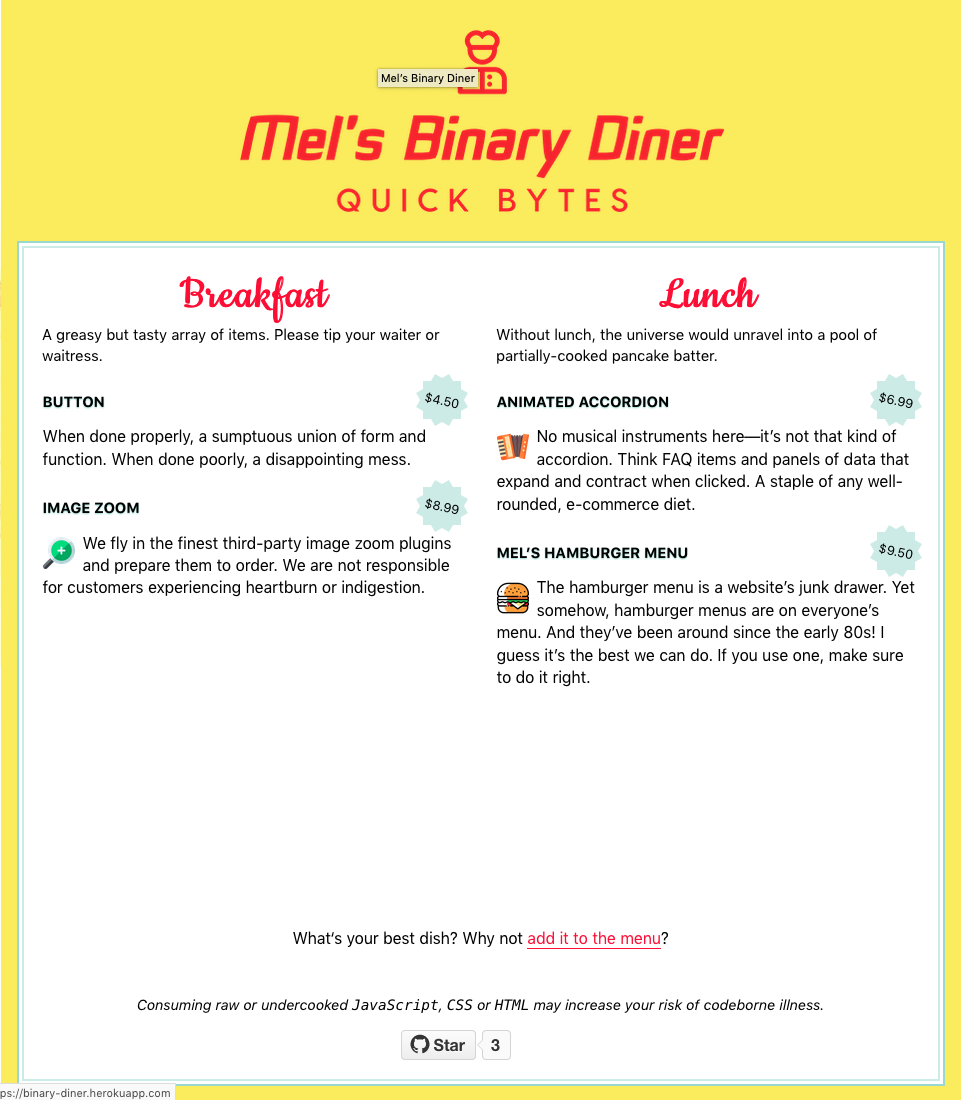 Mel's Binary Diner
Mel's Binary Diner
QUICK BYTES
Breakfast
A greasy but tasty array of items. Please tip your waiter or
waitress.
BUTTON
$4.50
When done properly, a sumptuous union of form and
function. When done poorly, a disappointing mess.
IMAGE ZOOM
$8.99
We fly in the finest third-party image zoom plugins
and prepare them to order. We are not responsible
for customers experiencing heartburn or indigestion.
Lunch
Without lunch, the universe would unravel into a pool of
partially-cooked pancake batter.
ANIMATED ACCORDION
$6.99
No musical instruments here—it’s not that kind of
accordion. Think FAQ items and panels of data that
expand and contract when clicked. A staple of any well-
rounded, e-commerce diet.
MEL’S HAMBURGER MENU
$9.50
The hamburger menu is a website’s junk drawer. Yet
somehow, hamburger menus are on everyone’s
menu. And they’ve been around since the early 80s! I
guess it’s the best we can do. If you use one, make sure
to do it right.
What’s your best dish? Why not add it to the menu?
Consuming raw or undercooked JavaScript, CSS or HTML may increase your risk of codeborne illness.
Star 3
ps://binary-diner.herokuapp.com